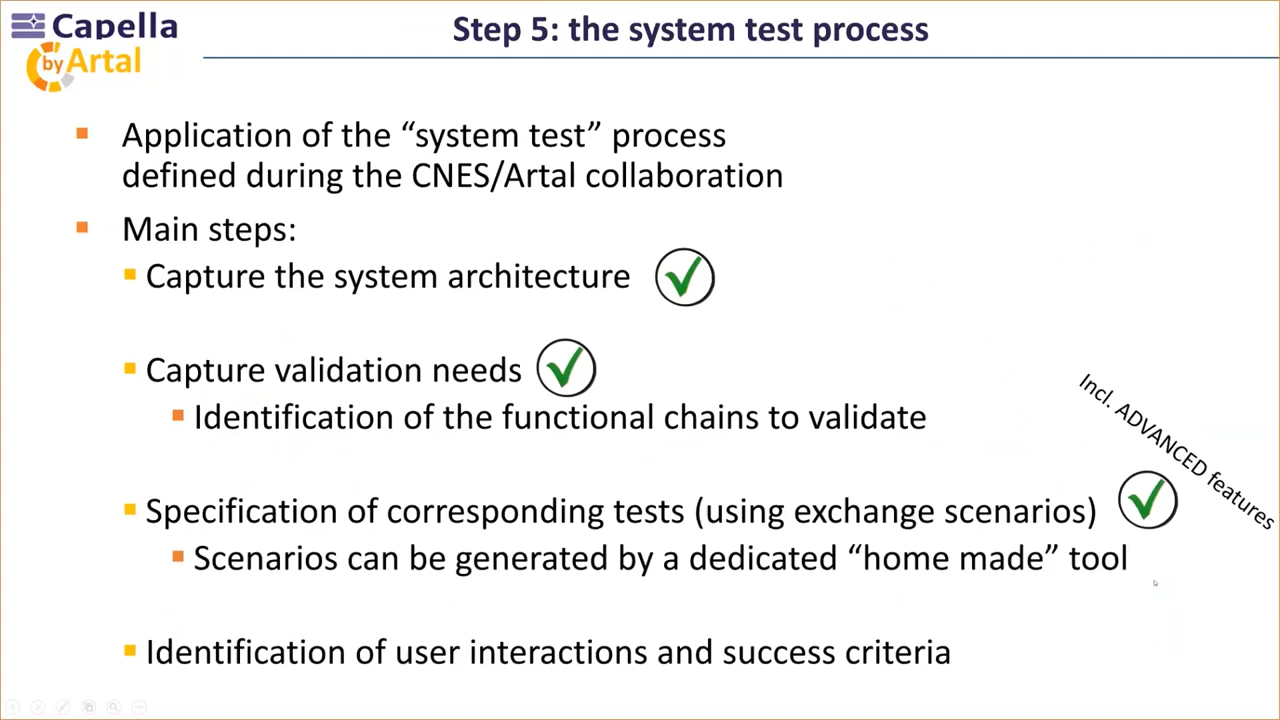 Capella
by Artal
Step 5: the system test process
Application of the “system test” process
defined during the CNES/Artal collaboration
Main steps:
Capture the system architecture
Capture validation needs
Identification of the functional chains to validate
Incl. ADVANCED features
Specification of corresponding tests (using exchange scenarios)
Scenarios can be generated by a dedicated “home made” tool
Identification of user interactions and success criteria